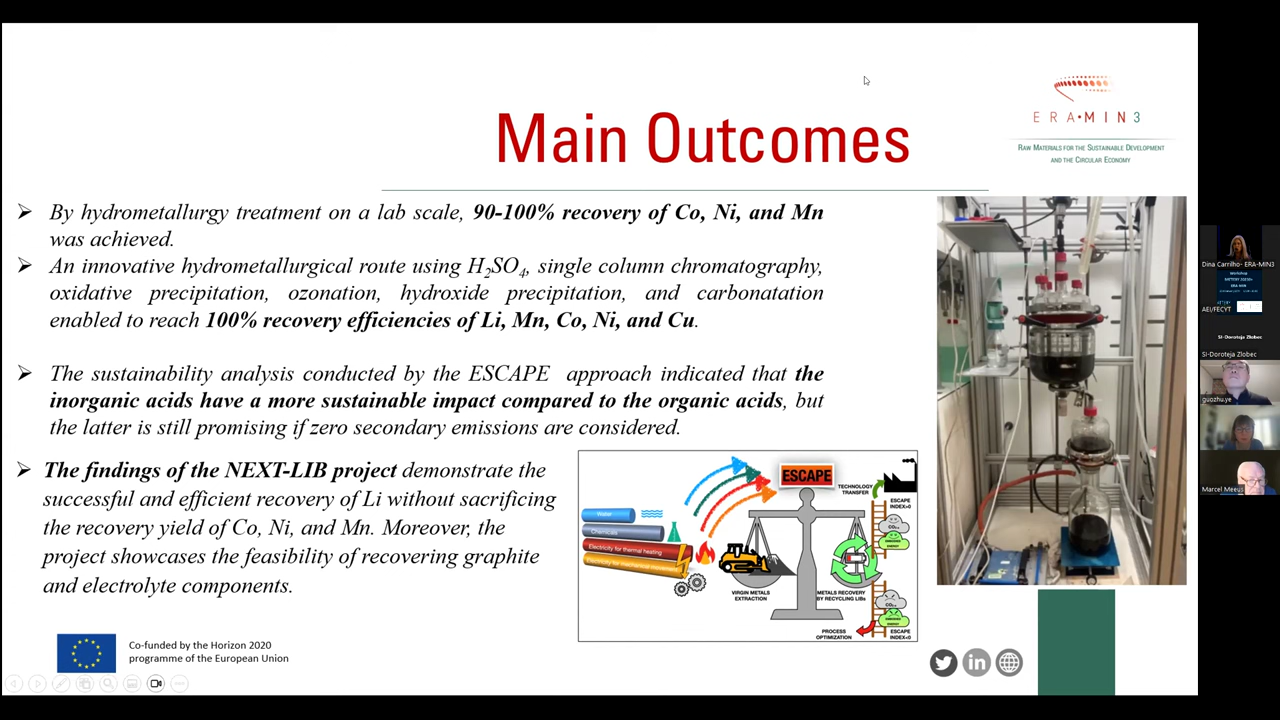 Main Outcomes
ERA•MIN3
RAW MATERIALS FOR THE SUSTAINABLE DEVELOPMENT
AND THE CIRCULAR ECONOMY
➢ By hydrometallurgy treatment on a lab scale, 90-100% recovery of Co, Ni, and Mn
was achieved.
➢ An innovative hydrometallurgical route using H₂SO₄, single column chromatography,
oxidative precipitation, ozonation, hydroxide precipitation, and carbonatation
enabled to reach 100% recovery efficiencies of Li, Mn, Co, Ni, and Cu.
➢ The sustainability analysis conducted by the ESCAPE approach indicated that the
inorganic acids have a more sustainable impact compared to the organic acids, but
the latter is still promising if zero secondary emissions are considered.
➢ The findings of the NEXT-LIB project demonstrate the
successful and efficient recovery of Li without sacrificing
the recovery yield of Co, Ni, and Mn. Moreover, the
project showcases the feasibility of recovering graphite
and electrolyte components.
ESCAPE
TECHNOLOGY
TRANSFER
ESCAPE
INDEX>0
Water
Chemicals
Electricity for thermal heating
VIRGIN METALS
EXTRACTION
METALS RECOVERY
BY RECYCLING LIBs
PROCESS
OPTIMIZATION
ESCAPE
INDEX<0
Co-funded by the Horizon 2020
programme of the European Union
Dina Carrilho- ERA-MIN3
Workshop
ERA MIN
AEI/FECYT
SI-Doroteja Zlobec
SI-Doroteja Zlobec
guozhu.ye
Marcel Meeus